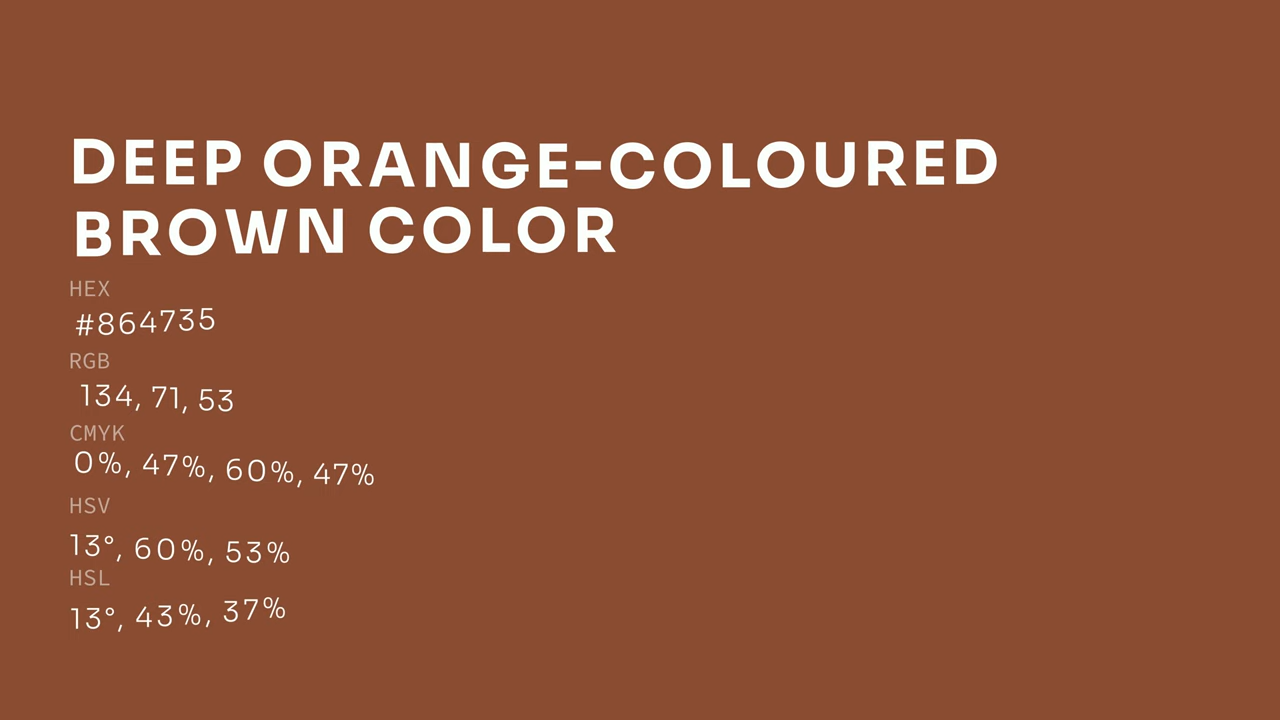 DEEP ORANGE-COLOURED
BROWN COLOR
HEX
#864735
RGB
134, 71, 53
CMYK
0%, 47%, 60%, 47%
HSV
13°, 60%, 53%
HSL
13°, 43%, 37%